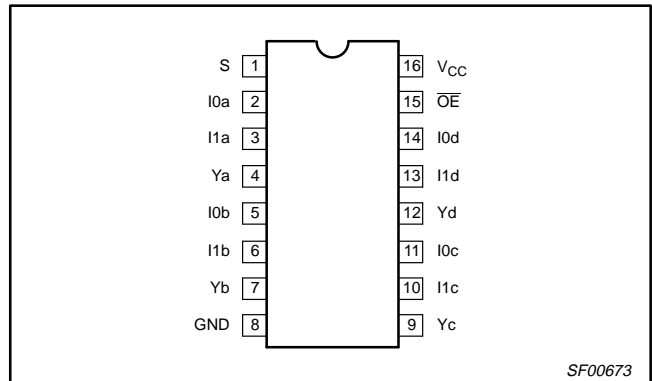 S 1 16 VCC
I0a 2 15 OE
I1a 3 14 I0d
Ya 4 13 I1d
I0b 5 12 Yd
I1b 6 11 I0c
Yb 7 10 I1c
GND 8 9 Yc
SF00673